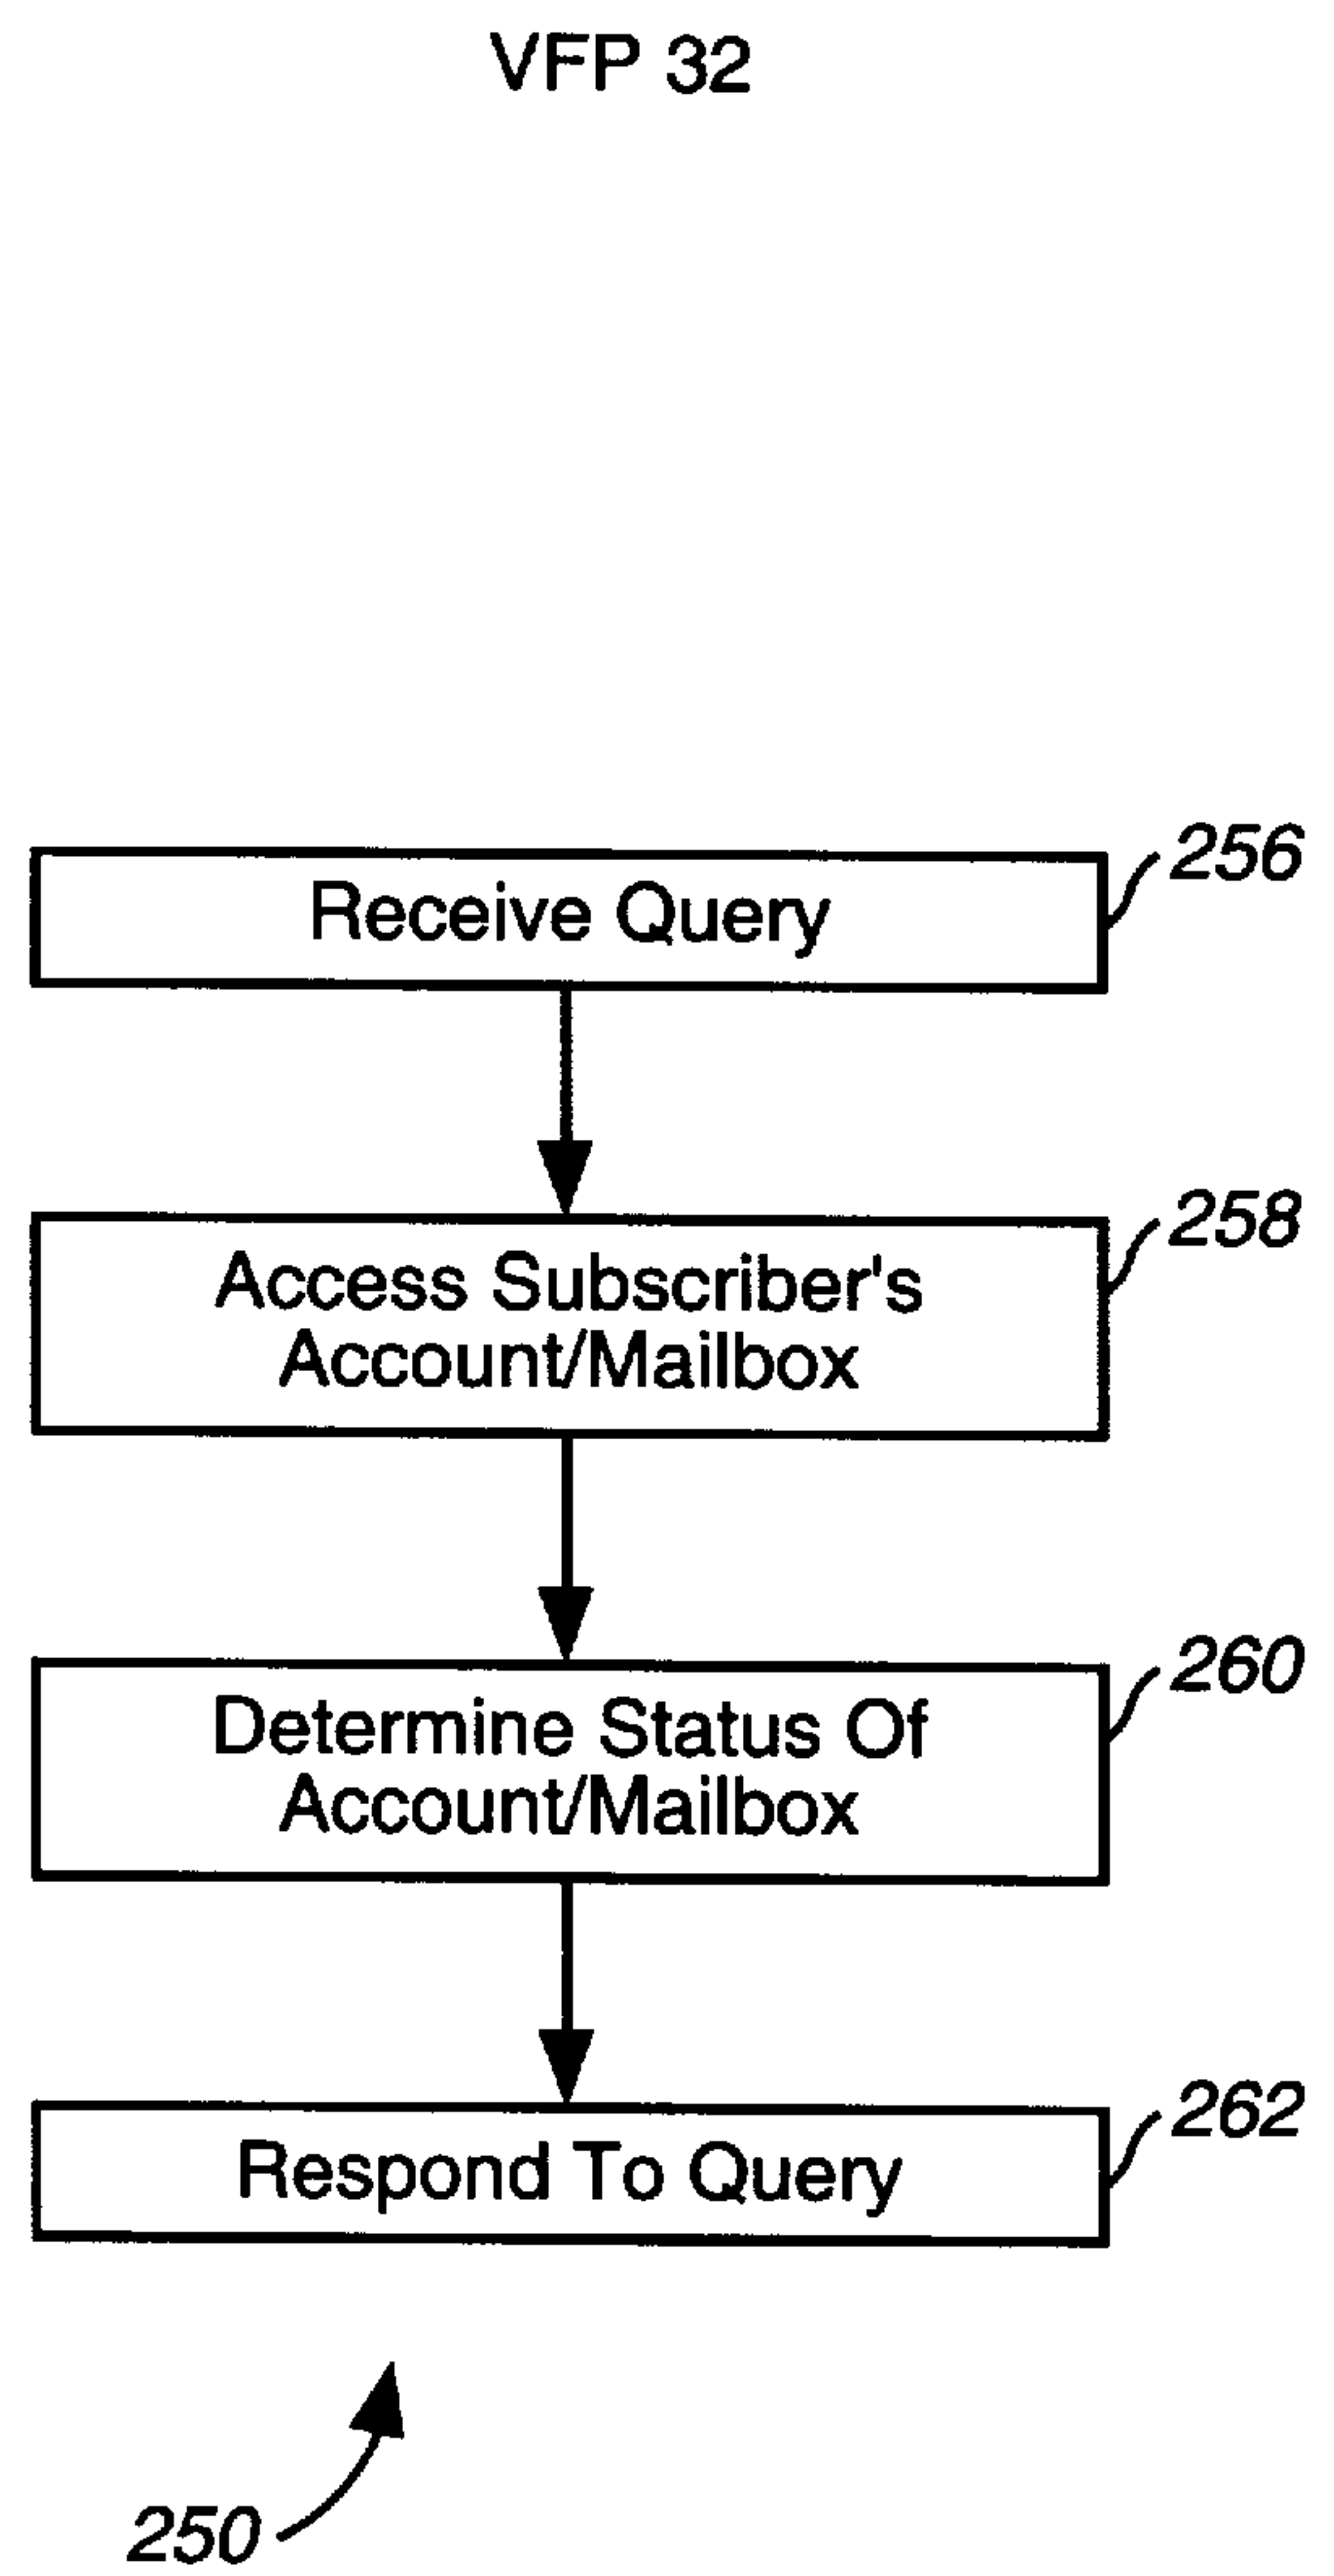 VFP 32
Receive Query
256
Access Subscriber's
Account/Mailbox
258
Determine Status Of
Account/Mailbox
260
Respond To Query
262
250